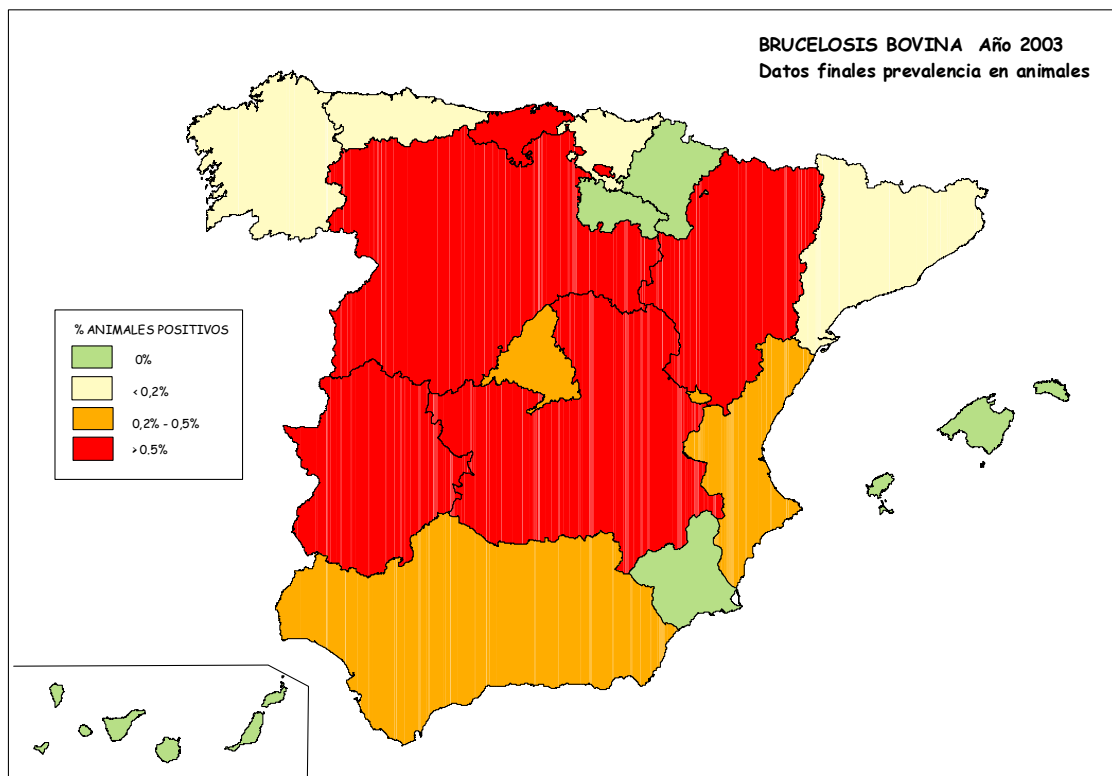 BRUCELOSIS BOVINA Año 2003
Datos finales prevalencia en animales
% ANIMALES POSITIVOS
0%
< 0,2%
0,2% - 0,5%
> 0,5%